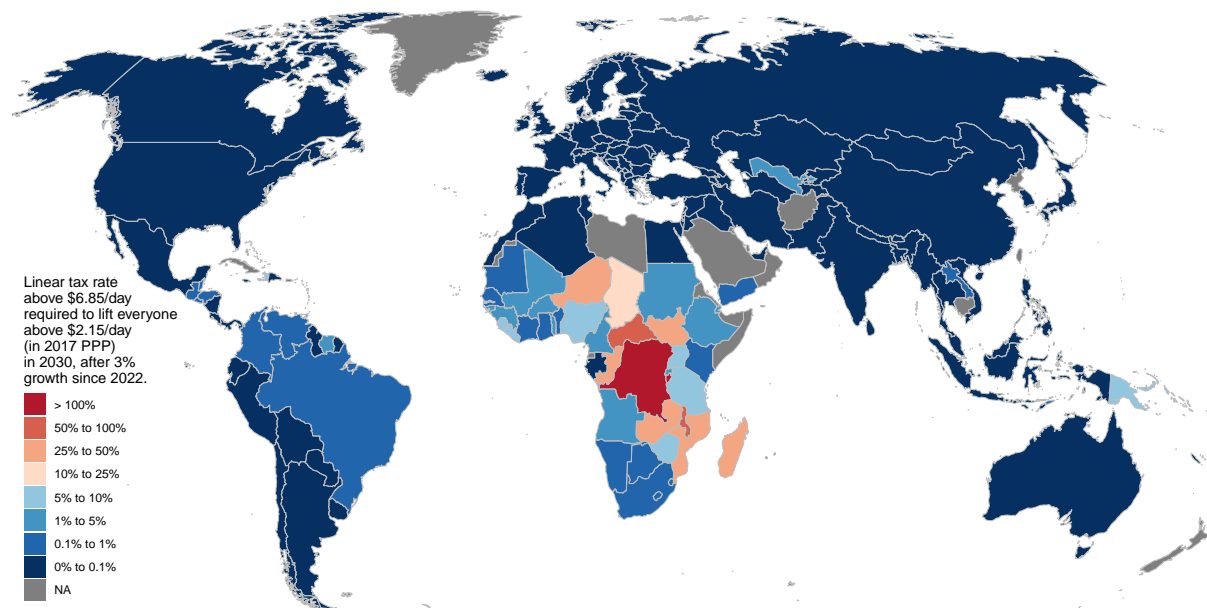 Linear tax rate
above $6.85/day
required to lift everyone
above $2.15/day
(in 2017 PPP)
in 2030, after 3%
growth since 2022.
> 100%
50% to 100%
25% to 50%
10% to 25%
5% to 10%
1% to 5%
0.1% to 1%
0% to 0.1%
NA